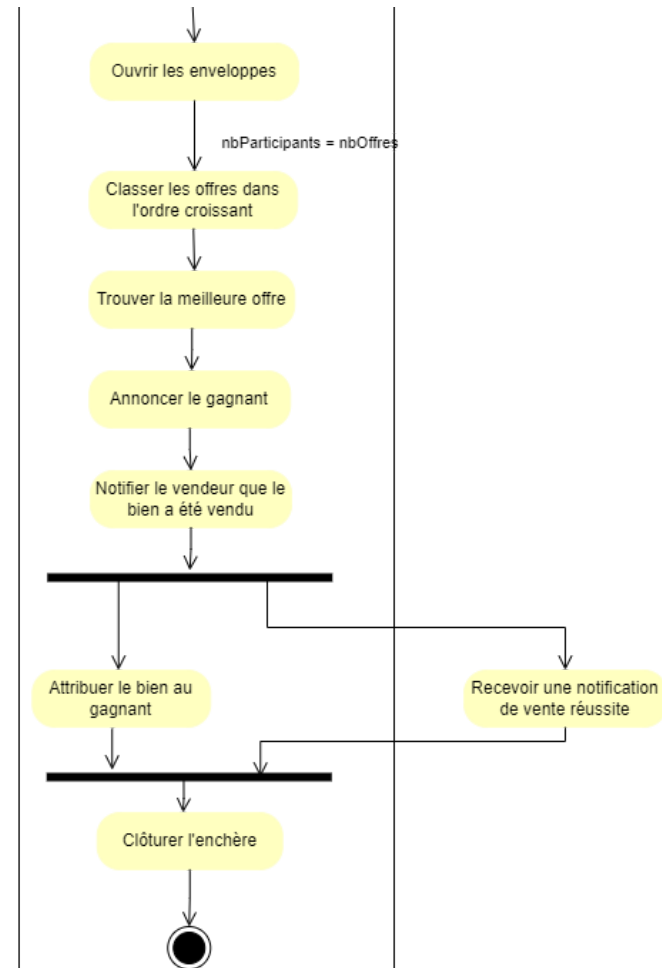 Ouvrir les enveloppes
nbParticipants = nbOffres
Classer les offres dans
l'ordre croissant
Trouver la meilleure offre
Annoncer le gagnant
Notifier le vendeur que le
bien a été vendu
Attribuer le bien au
gagnant
Recevoir une notification
de vente réussite
Clôturer l'enchère